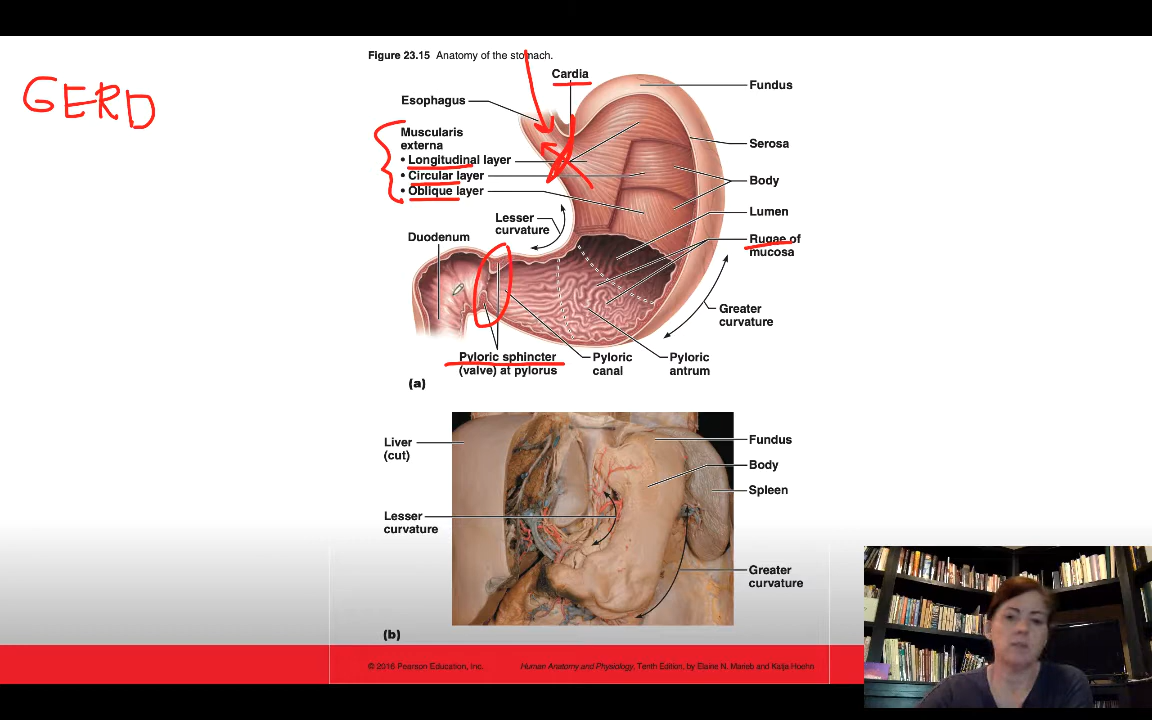 GERD
Figure 23.15 Anatomy of the stomach.
Cardia
Fundus
Esophagus
Muscularis
externa
• Longitudinal layer
• Circular layer
• Oblique layer
Serosa
Body
Lesser
curvature
Lumen
Duodenum
Rugae of
mucosa
Greater
curvature
Pyloric sphincter
(valve) at pylorus
Pyloric
canal
Pyloric
antrum
(a)
Liver
(cut)
Fundus
Body
Spleen
Lesser
curvature
Greater
curvature
(b)
© 2016 Pearson Education, Inc.
Human Anatomy and Physiology, Tenth Edition, by Elaine N. Marieb and Katja Hoehn